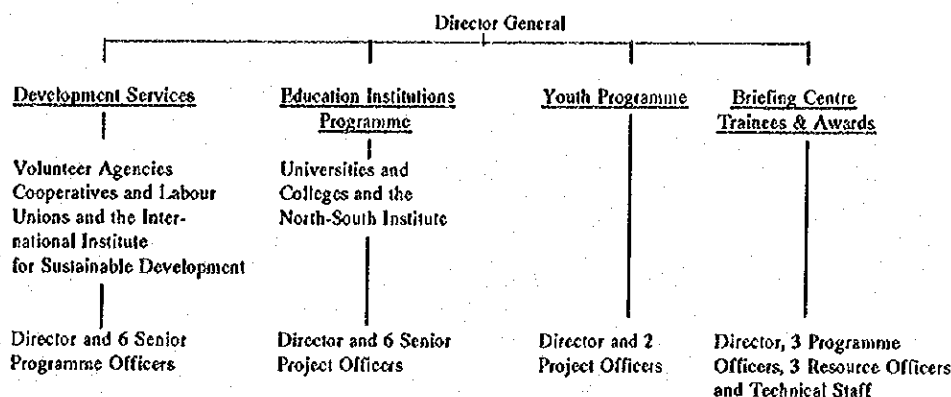 Director General
Development Services
Volunteer Agencies
Cooperatives and Labour
Unions and the Inter-
national Institute
for Sustainable Development
Director and 6 Senior
Programme Officers
Education Institutions
Programme
Universities and
Colleges and the
North-South Institute
Director and 6 Senior
Project Officers
Youth Programme
Director and 2
Project Officers
Briefing Centre
Trainees & Awards
Director, 3 Programme
Officers, 3 Resource Officers
and Technical Staff